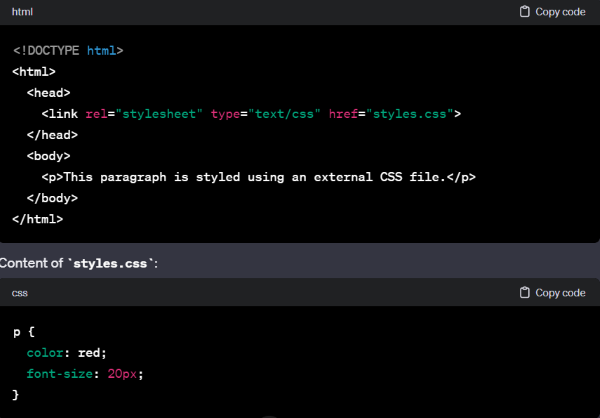 html
Copy code
<!DOCTYPE html>
<html>
<head>
<link rel="stylesheet" type="text/css" href="styles.css">
</head>
<body>
<p>This paragraph is styled using an external CSS file.</p>
</body>
</html>
Content of `styles.css`:
css
Copy code
p {
color: red;
font-size: 20px;
}